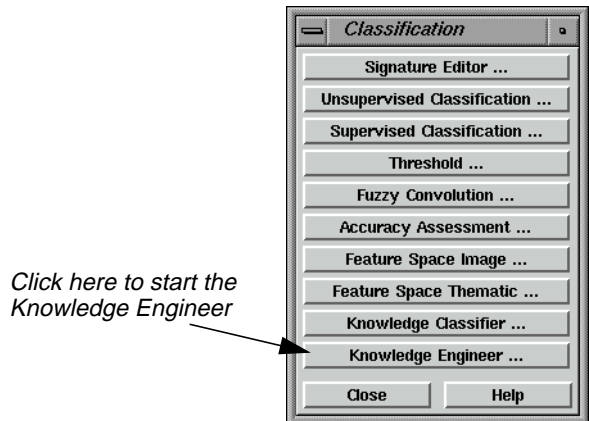 Classification
Signature Editor ...
Unsupervised Classification ...
Supervised Classification ...
Threshold ...
Fuzzy Convolution ...
Accuracy Assessment ...
Feature Space Image ...
Feature Space Thematic ...
Knowledge Classifier ...
Knowledge Engineer ...
Close Help
Click here to start the
Knowledge Engineer